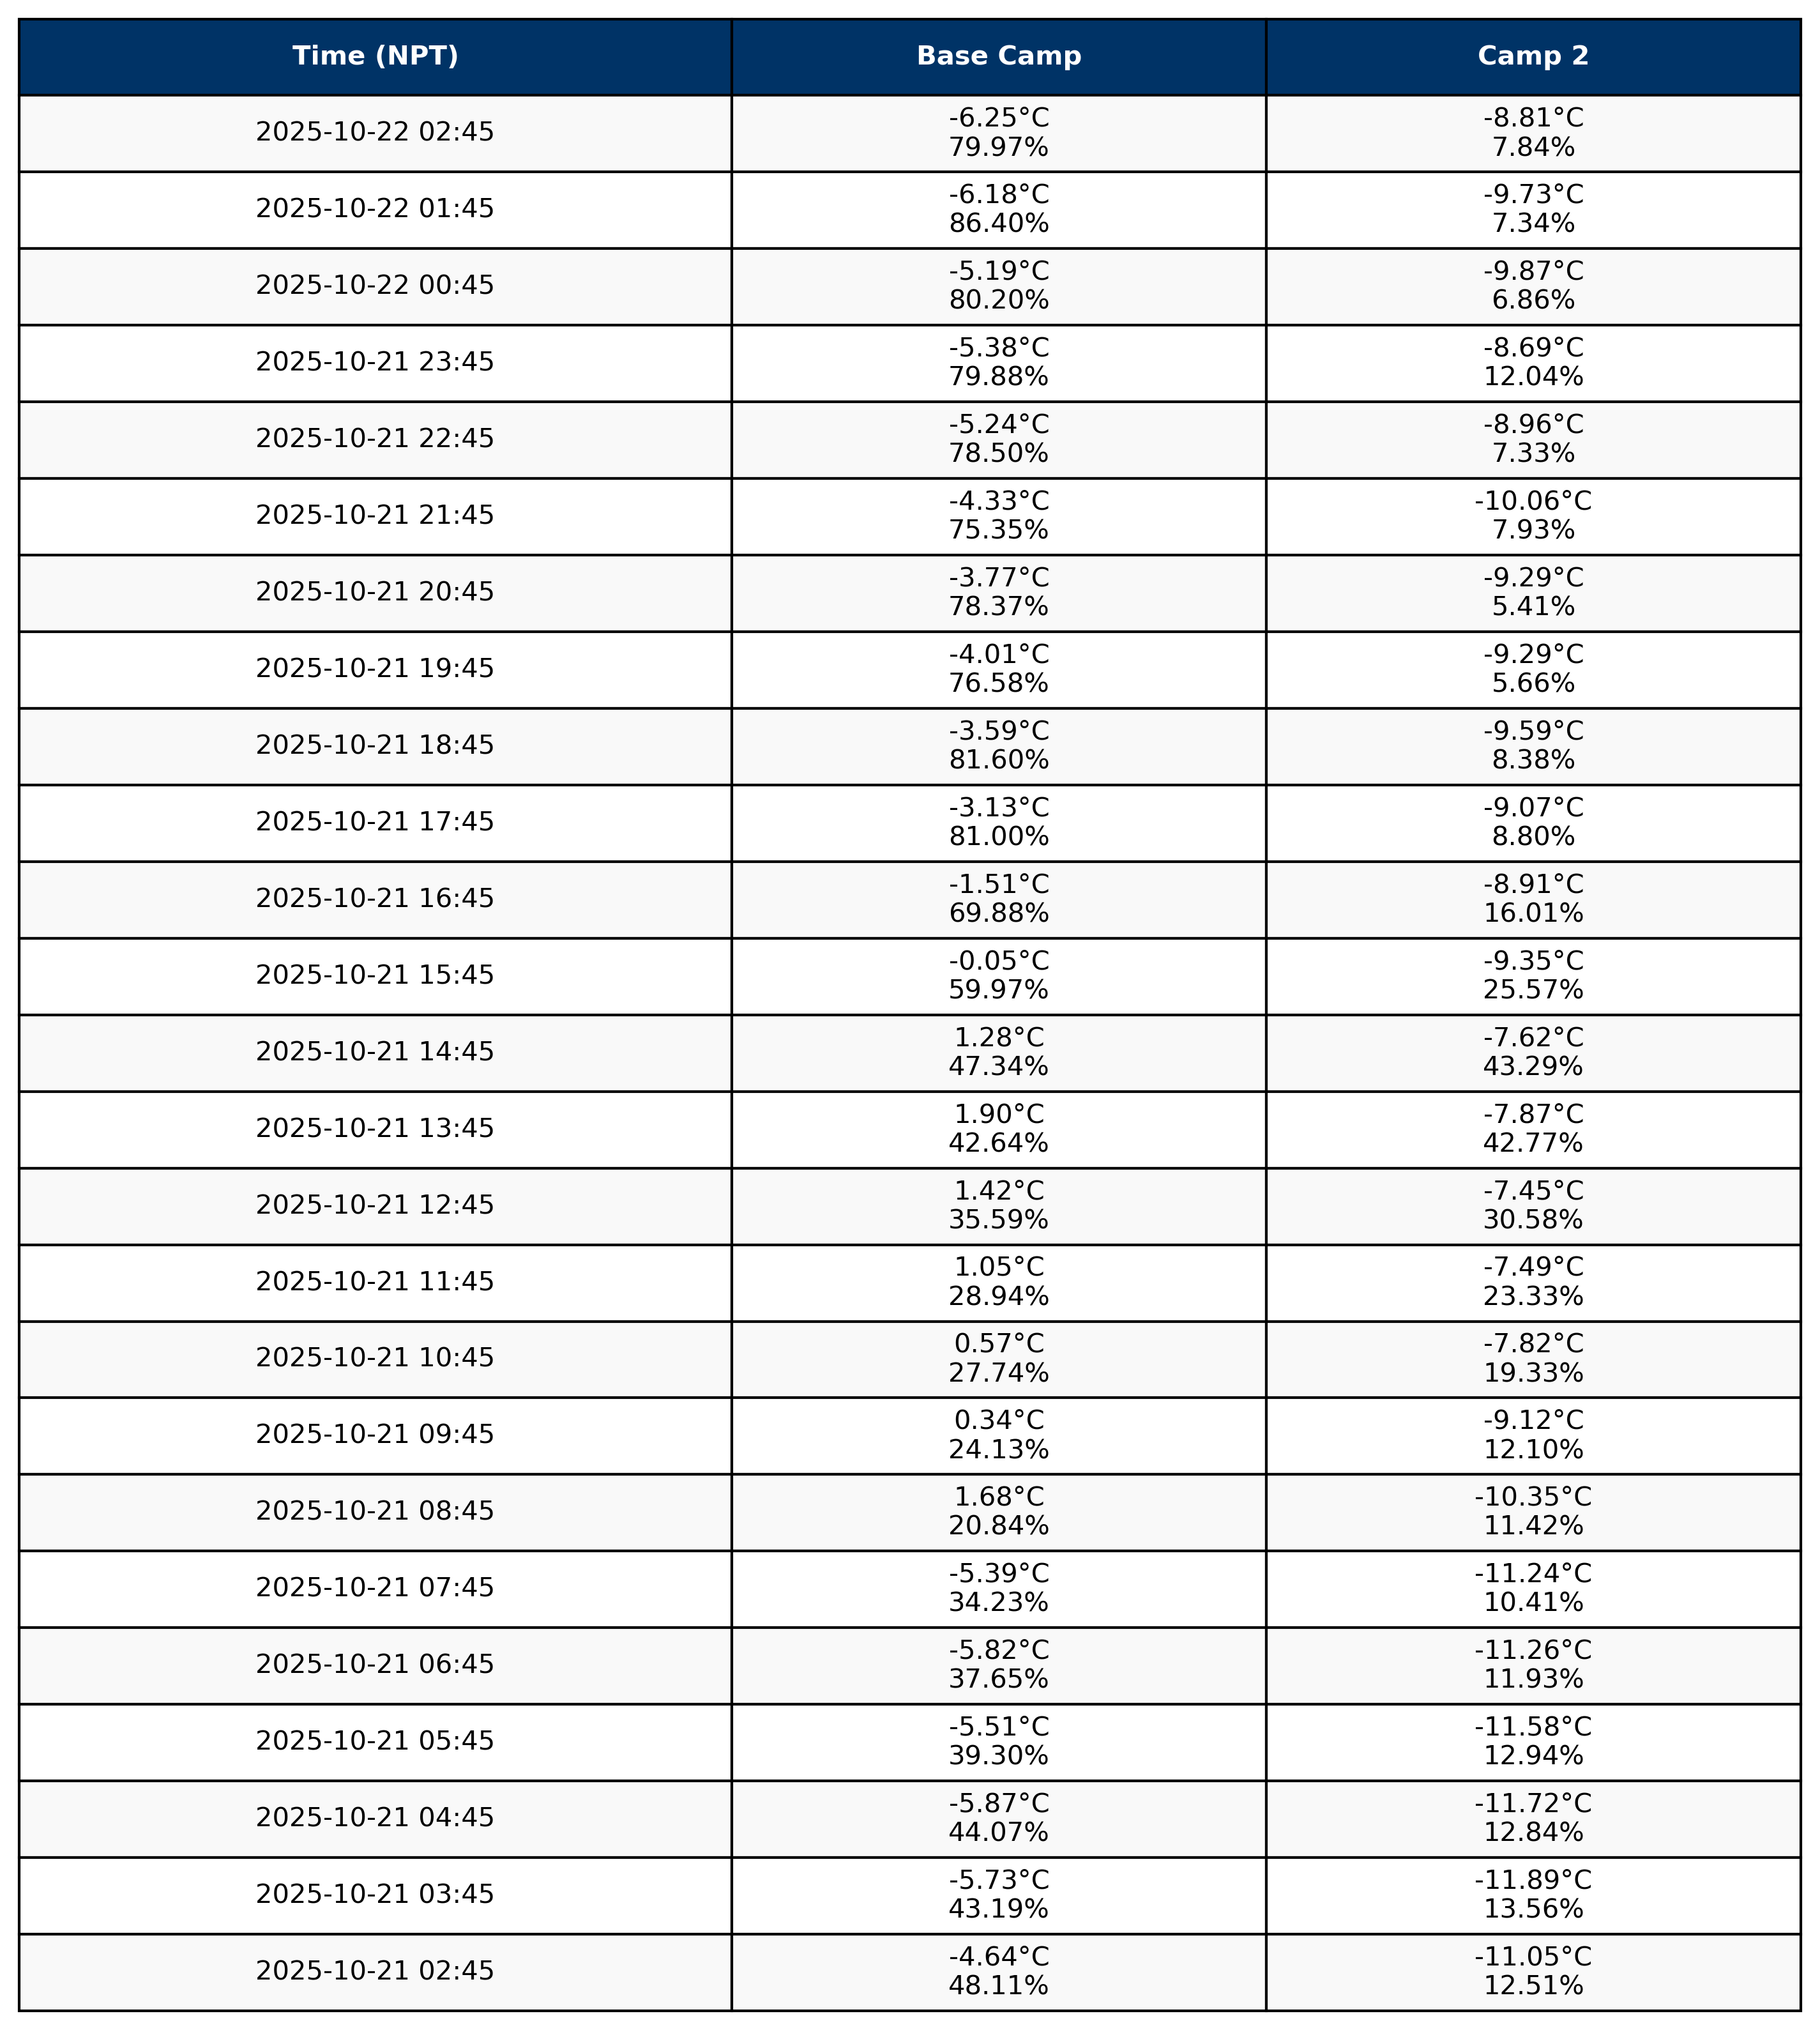 Time (NPT) Base Camp Camp 2
2025-10-22 02:45 -6.25°C -8.81°C
79.97% 7.84%
2025-10-22 01:45 -6.18°C -9.73°C
86.40% 7.34%
2025-10-22 00:45 -5.19°C -9.87°C
80.20% 6.86%
2025-10-21 23:45 -5.38°C -8.69°C
79.88% 12.04%
2025-10-21 22:45 -5.24°C -8.96°C
78.50% 7.33%
2025-10-21 21:45 -4.33°C -10.06°C
75.35% 7.93%
2025-10-21 20:45 -3.77°C -9.29°C
78.37% 5.41%
2025-10-21 19:45 -4.01°C -9.29°C
76.58% 5.66%
2025-10-21 18:45 -3.59°C -9.59°C
81.60% 8.38%
2025-10-21 17:45 -3.13°C -9.07°C
81.00% 8.80%
2025-10-21 16:45 -1.51°C -8.91°C
69.88% 16.01%
2025-10-21 15:45 -0.05°C -9.35°C
59.97% 25.57%
2025-10-21 14:45 1.28°C -7.62°C
47.34% 43.29%
2025-10-21 13:45 1.90°C -7.87°C
42.64% 42.77%
2025-10-21 12:45 1.42°C -7.45°C
35.59% 30.58%
2025-10-21 11:45 1.05°C -7.49°C
28.94% 23.33%
2025-10-21 10:45 0.57°C -7.82°C
27.74% 19.33%
2025-10-21 09:45 0.34°C -9.12°C
24.13% 12.10%
2025-10-21 08:45 1.68°C -10.35°C
20.84% 11.42%
2025-10-21 07:45 -5.39°C -11.24°C
34.23% 10.41%
2025-10-21 06:45 -5.82°C -11.26°C
37.65% 11.93%
2025-10-21 05:45 -5.51°C -11.58°C
39.30% 12.94%
2025-10-21 04:45 -5.87°C -11.72°C
44.07% 12.84%
2025-10-21 03:45 -5.73°C -11.89°C
43.19% 13.56%
2025-10-21 02:45 -4.64°C -11.05°C
48.11% 12.51%